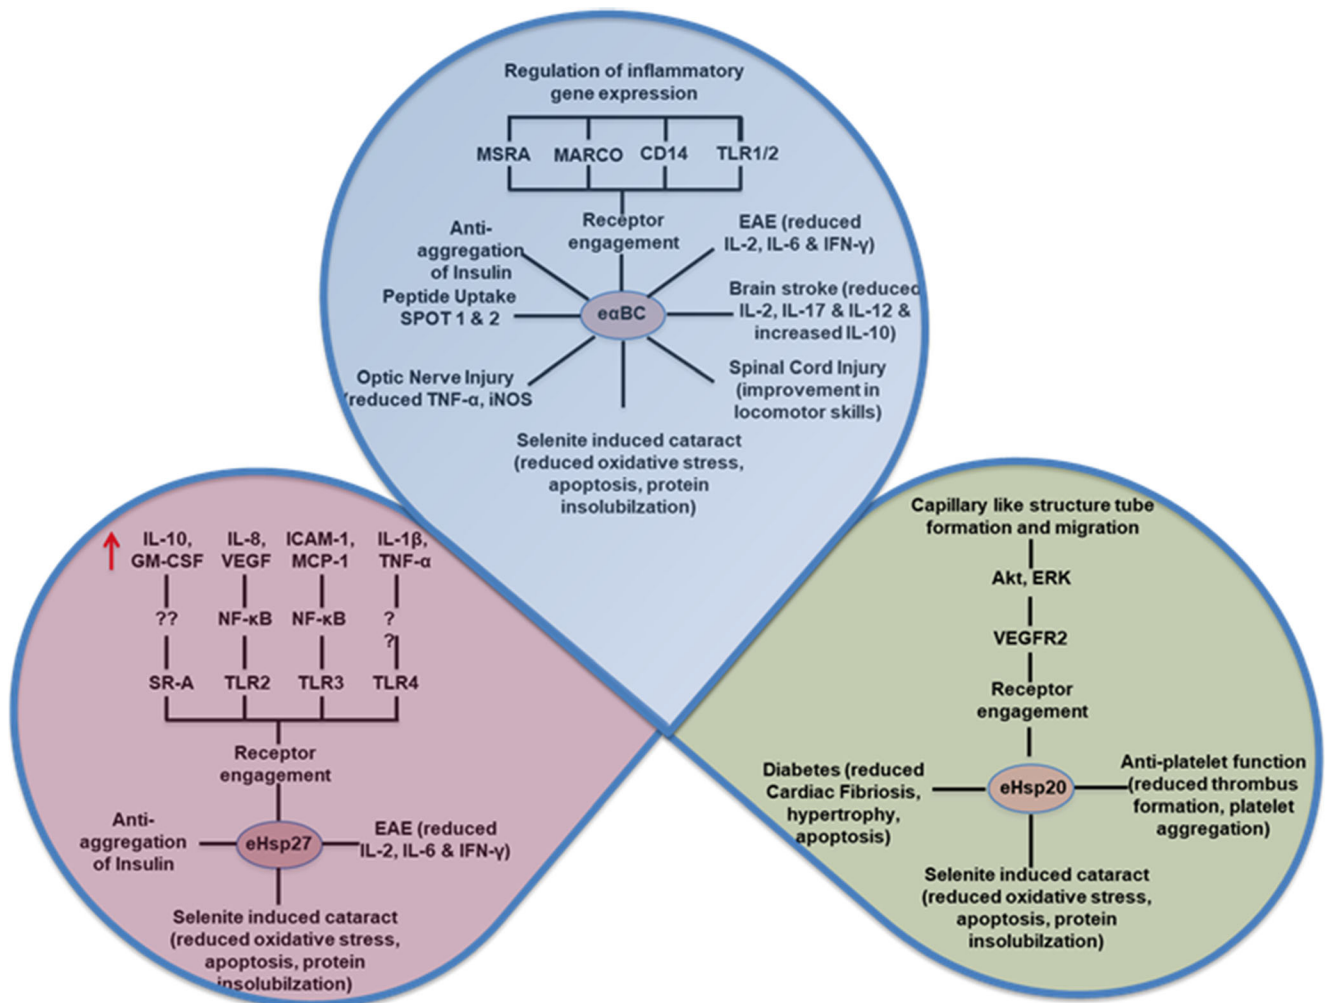 Regulation of inflammatory
gene expression
MSRA MARCO CD14 TLR1/2
Receptor
engagement
Anti-
aggregation
of Insulin
EAE (reduced
IL-2, IL-6 & IFN-γ)
Peptide Uptake
SPOT 1 & 2
eαBC
Brain stroke (reduced
IL-2, IL-17 & IL-12 &
increased IL-10)
Optic Nerve Injury
(reduced TNF-α, iNOS
Spinal Cord Injury
(improvement in
locomotor skills)
Selenite induced cataract
(reduced oxidative stress,
apoptosis, protein
insolubilzation)
IL-10,
GM-CSF
IL-8,
VEGF
ICAM-1,
MCP-1
IL-1β,
TNF-α
??
NF-κB
NF-κB
?
?
SR-A TLR2 TLR3 TLR4
Receptor
engagement
Anti-
aggregation
of Insulin
eHsp27
EAE (reduced
IL-2, IL-6 & IFN-γ)
Selenite induced cataract
(reduced oxidative stress,
apoptosis, protein
insolubilzation)
Capillary like structure tube
formation and migration
Akt, ERK
VEGFR2
Receptor
engagement
Diabetes (reduced
Cardiac Fibriosis,
hypertrophy,
apoptosis)
eHsp20
Anti-platelet function
(reduced thrombus
formation, platelet
aggregation)
Selenite induced cataract
(reduced oxidative stress,
apoptosis, protein
insolubilzation)